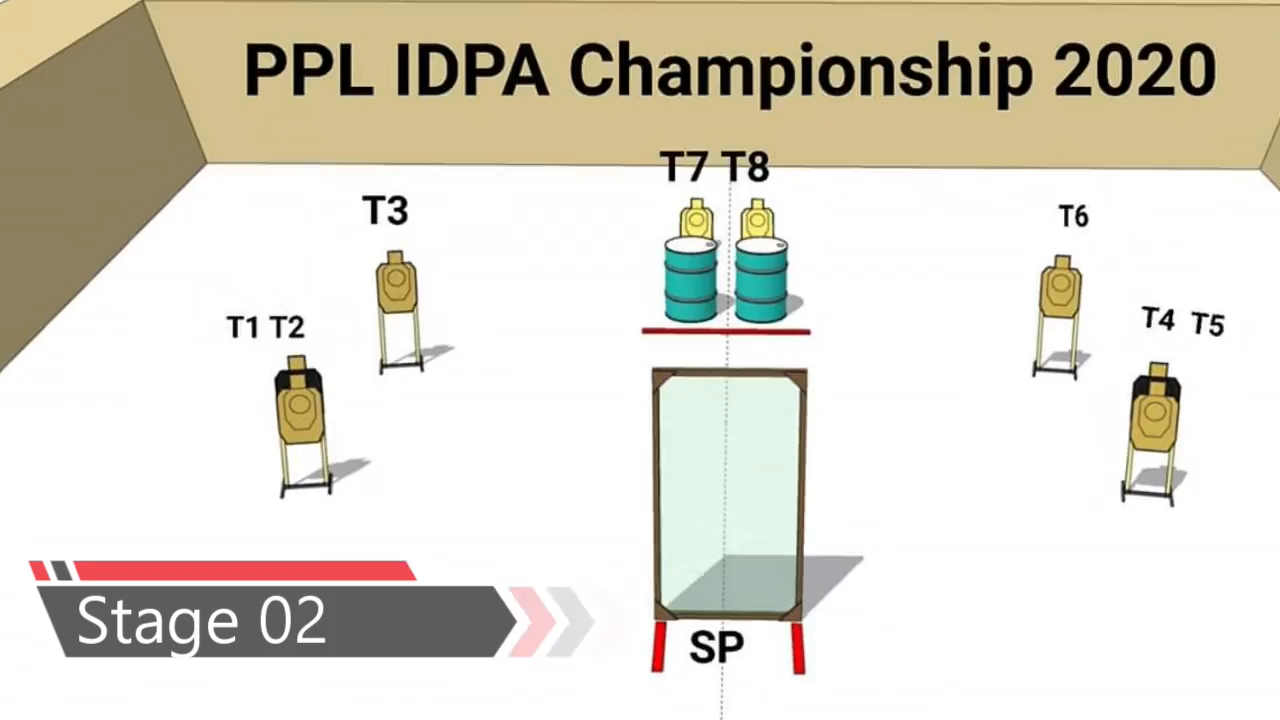 PPL IDPA Championship 2020
T7 T8
T3
T6
T1 T2
T4 T5
Stage 02
SP